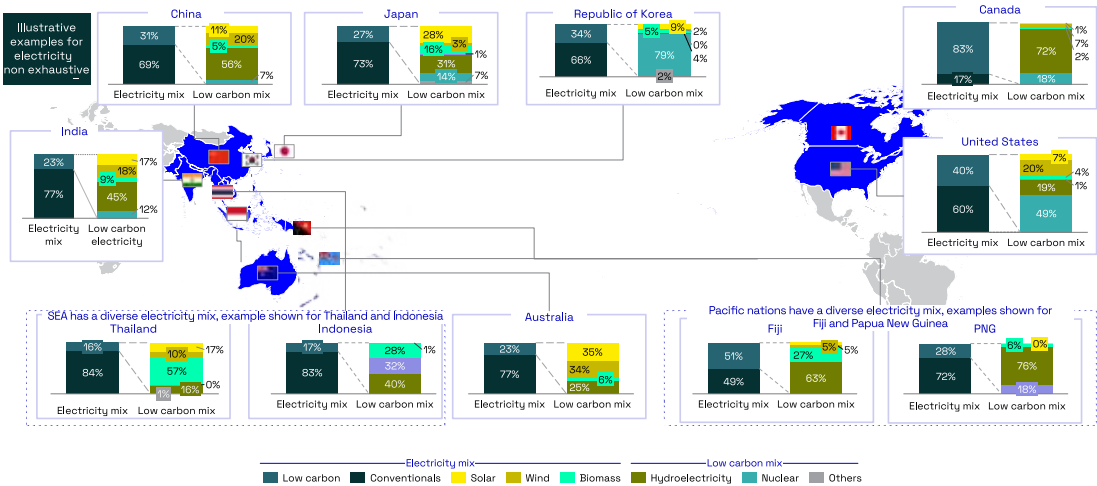 Illustrative
examples for
electricity
non exhaustive
China
31%
69%
11%
20%
5%
56%
7%
Electricity mix
Low carbon mix
Japan
27%
73%
28%
3%
16%
1%
31%
7%
14%
Electricity mix
Low carbon mix
Republic of Korea
34%
66%
5%
9%
2%
0%
79%
4%
2%
Electricity mix
Low carbon mix
Canada
83%
17%
1%
7%
72%
2%
18%
Electricity mix
Low carbon mix
India
23%
77%
17%
18%
9%
45%
12%
Electricity
mix
Low carbon
electricity
United States
40%
60%
7%
20%
4%
19%
1%
49%
Electricity mix
Low carbon mix
SEA has a diverse electricity mix, example shown for Thailand and Indonesia
Thailand
16%
84%
17%
10%
57%
0%
16%
1%
Electricity mix
Low carbon mix
Indonesia
17%
83%
28%
1%
32%
40%
Electricity mix
Low carbon mix
Australia
23%
77%
35%
34%
6%
25%
Electricity mix
Low carbon mix
Pacific nations have a diverse electricity mix, examples shown for
Fiji and Papua New Guinea
Fiji
51%
49%
5%
5%
27%
63%
Electricity mix
Low carbon mix
PNG
28%
72%
6%
0%
76%
18%
Electricity mix
Low carbon mix
Electricity mix
Low carbon mix
Low carbon
Conventionals
Solar
Wind
Biomass
Hydroelectricity
Nuclear
Others